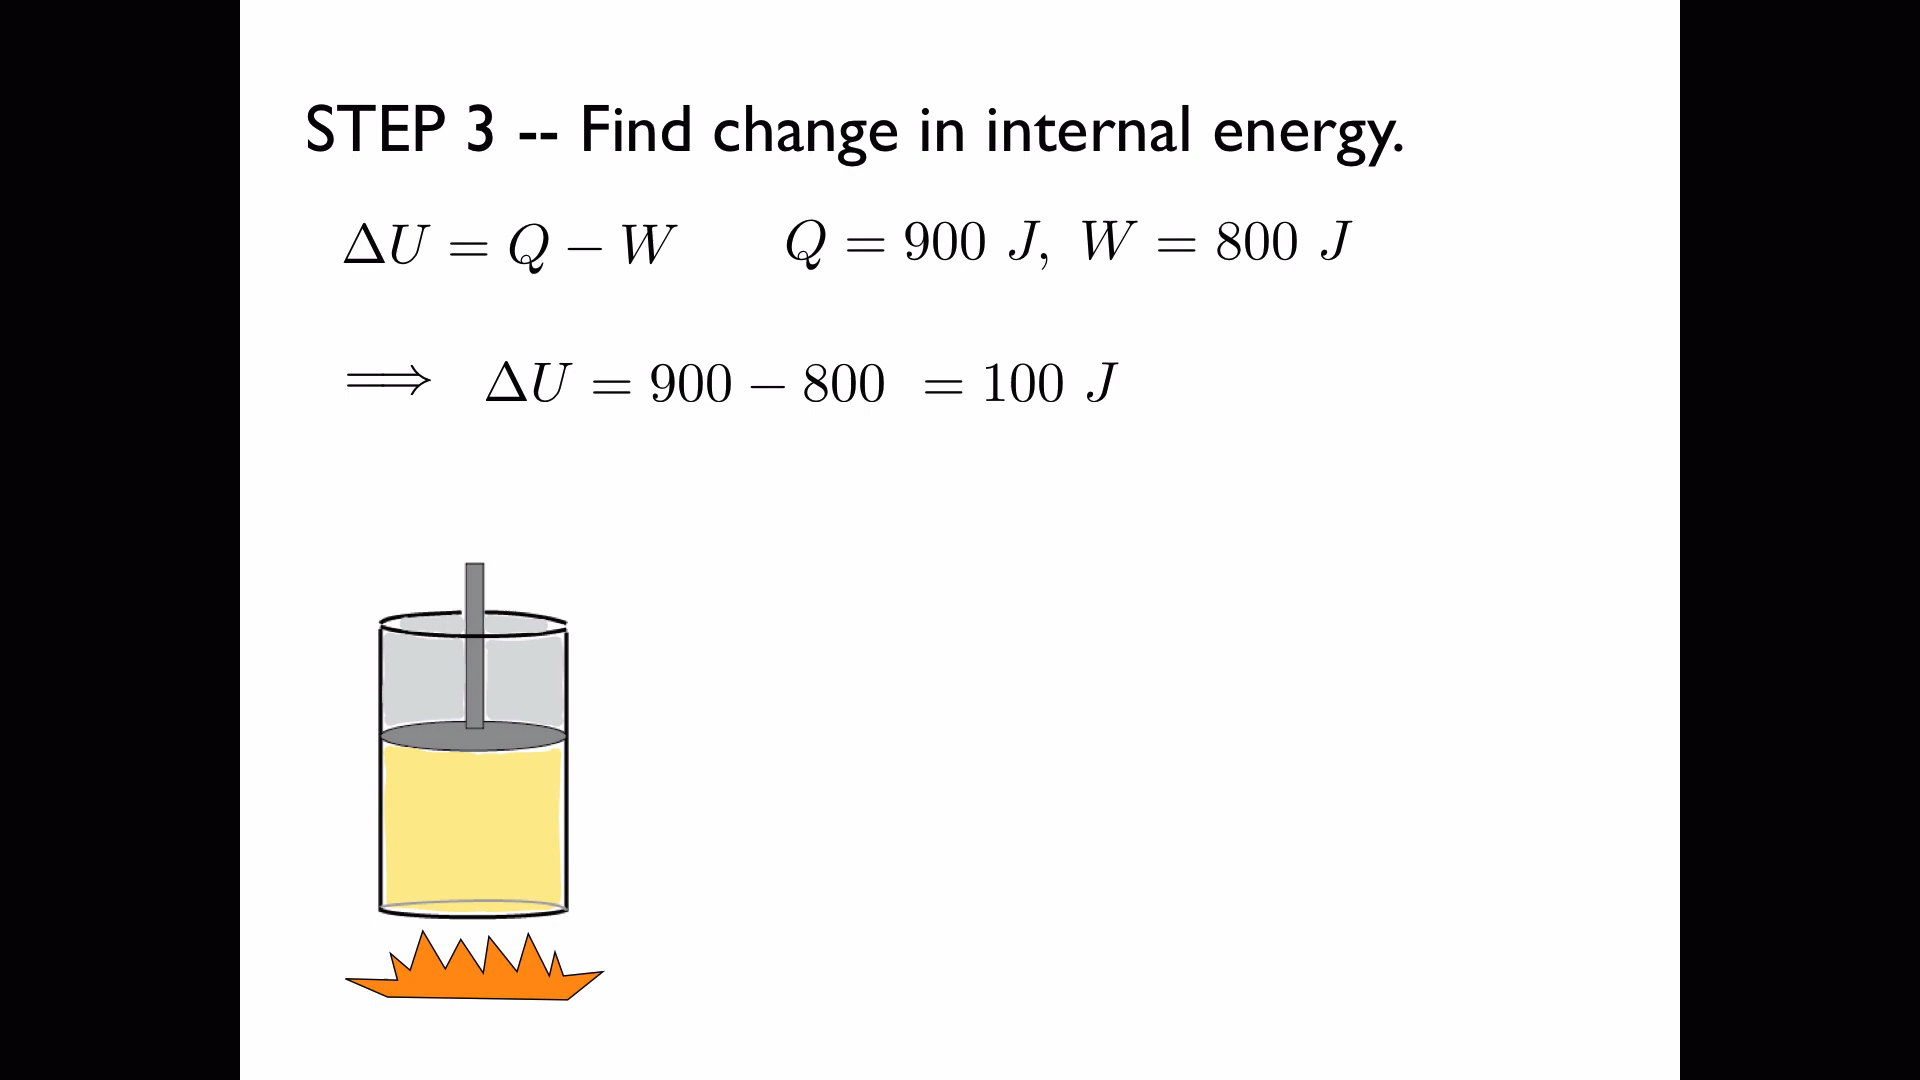 STEP 3 -- Find change in internal energy.
ΔU = Q − W Q = 900 J, W = 800 J
⟹ ΔU = 900 − 800 = 100 J